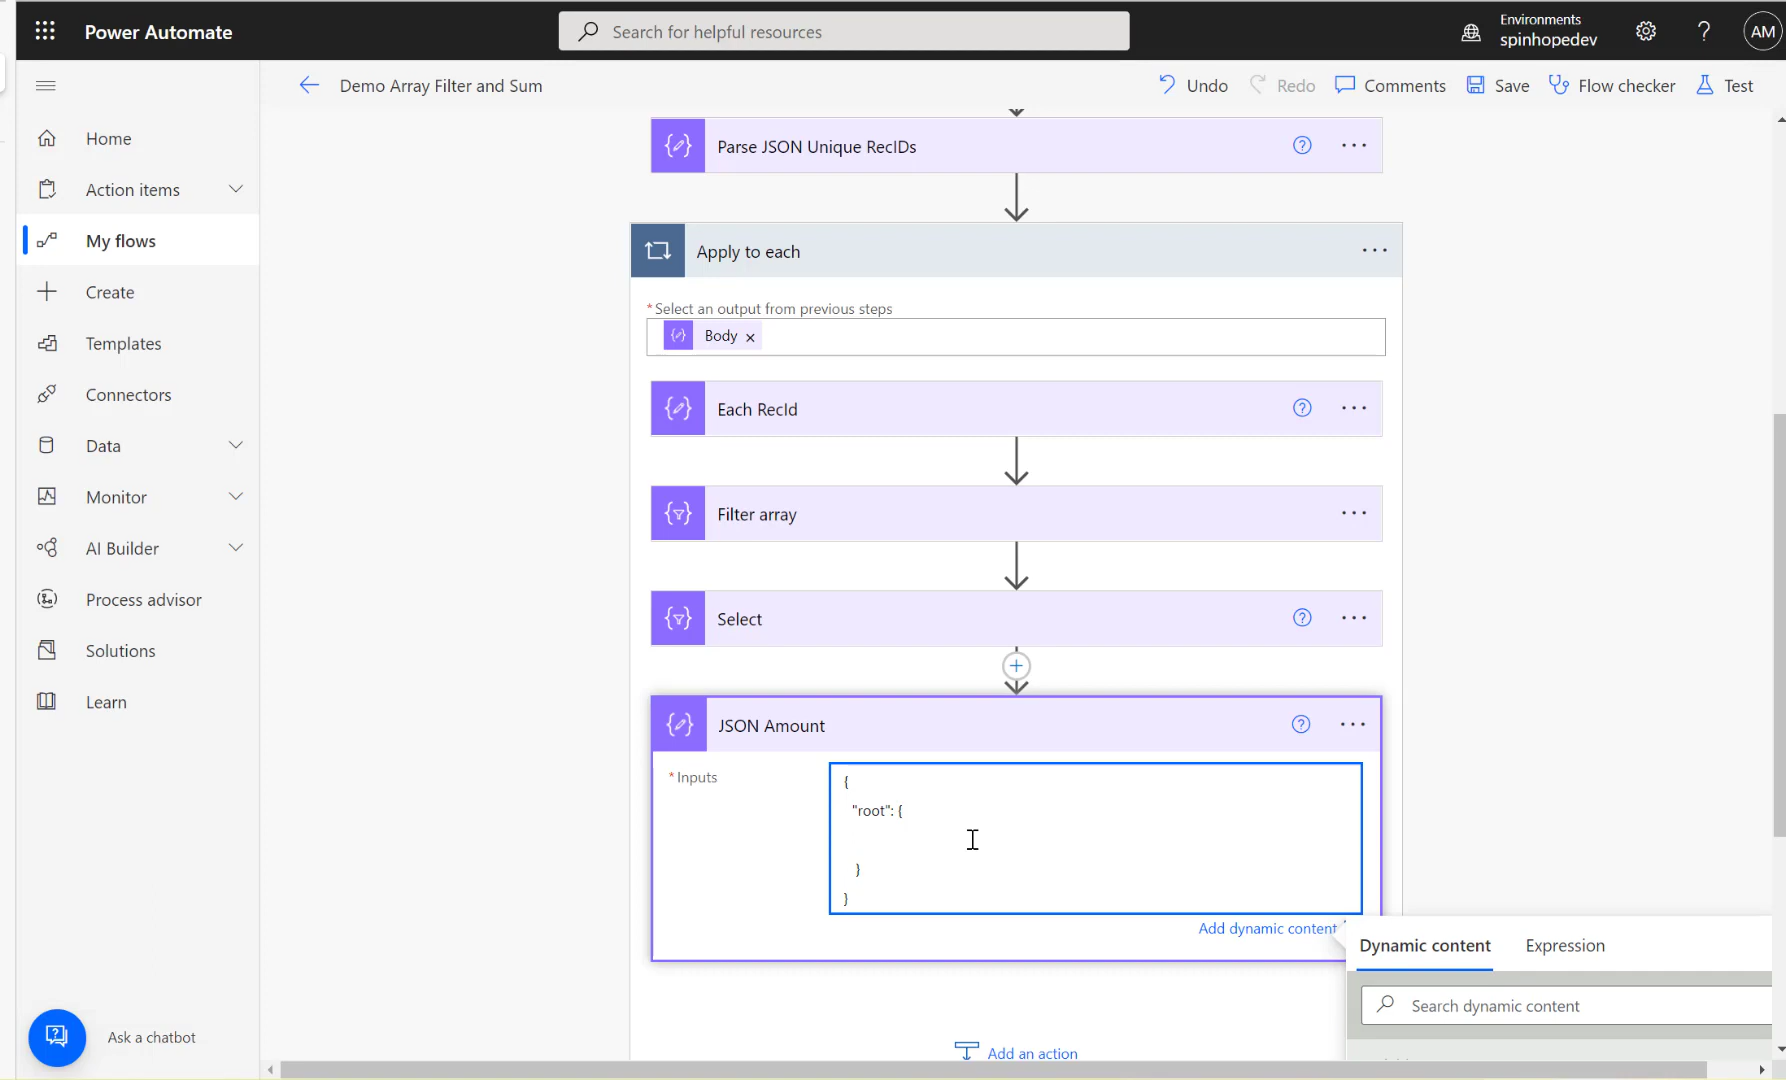 Power Automate
Search for helpful resources
Environments
spinhopedev
AM
Demo Array Filter and Sum
Undo
Redo
Comments
Save
Flow checker
Test
Home
Action items
My flows
Create
Templates
Connectors
Data
Monitor
AI Builder
Process advisor
Solutions
Learn
Ask a chatbot
Parse JSON Unique RecIDs
Apply to each
*Select an output from previous steps
Body ×
Each RecId
Filter array
Select
JSON Amount
*Inputs
{
"root": {
}
}
Add dynamic content
Dynamic content
Expression
Search dynamic content
Add an action